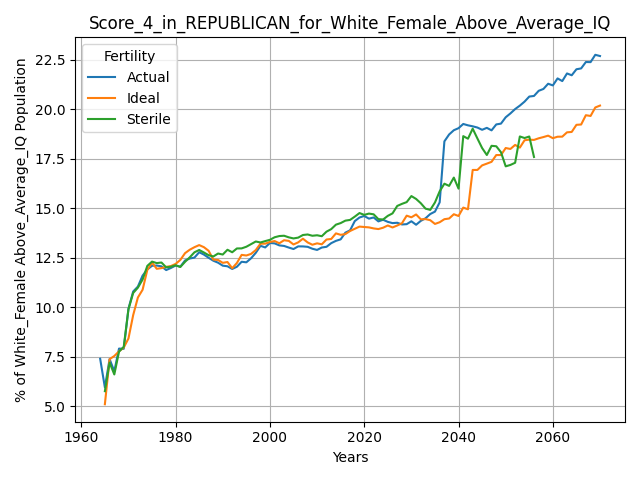 Score_4_in_REPUBLICAN_for_White_Female_Above_Average_IQ
% of White_Female Above_Average_IQ Population
22.5
20.0
17.5
15.0
12.5
10.0
7.5
5.0
Fertility
Actual
Ideal
Sterile
1960
1980
2000
2020
2040
2060
Years